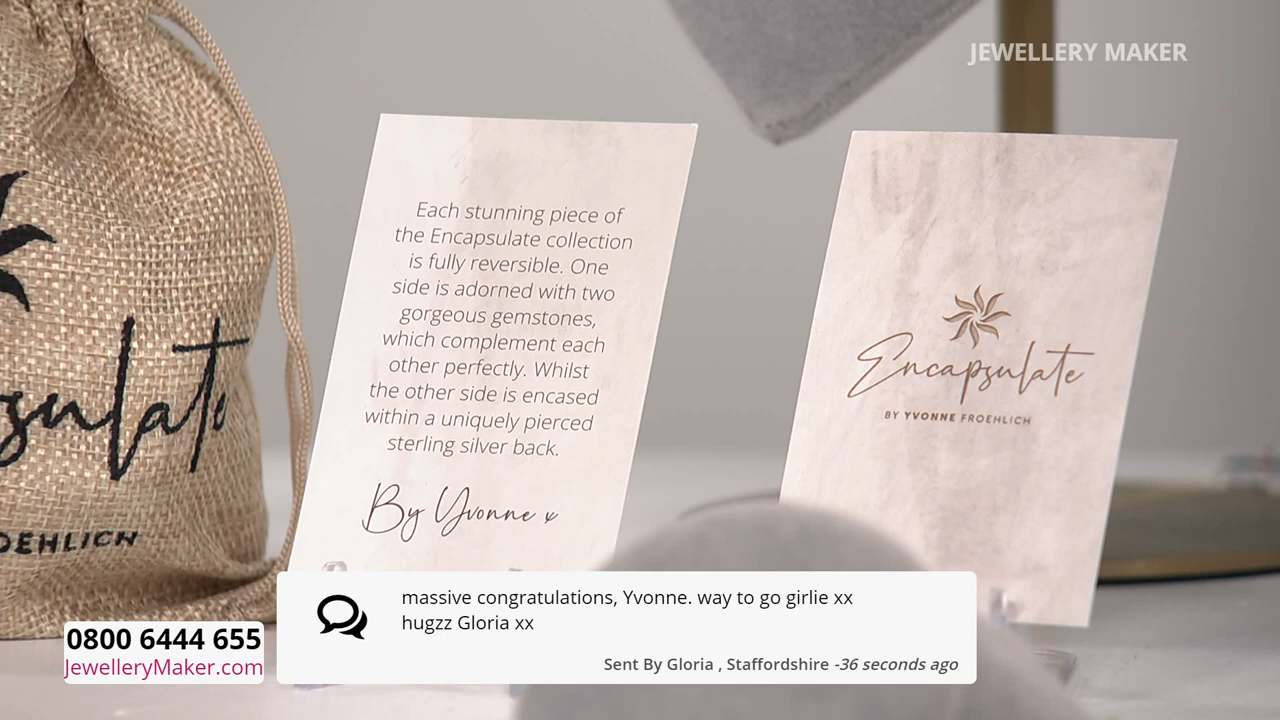 JEWELLERY MAKER
Each stunning piece of
the Encapsulate collection
is fully reversible. One
side is adorned with two
gorgeous gemstones,
which complement each
other perfectly. Whilst
the other side is encased
within a uniquely pierced
sterling silver back.
By Yvonne x
Encapsulate
BY YVONNE FROEHLICH
sulate
OEHLICH
massive congratulations, Yvonne. way to go girlie xx
hugzz Gloria xx
Sent By Gloria , Staffordshire -36 seconds ago
0800 6444 655
JewelleryMaker.com